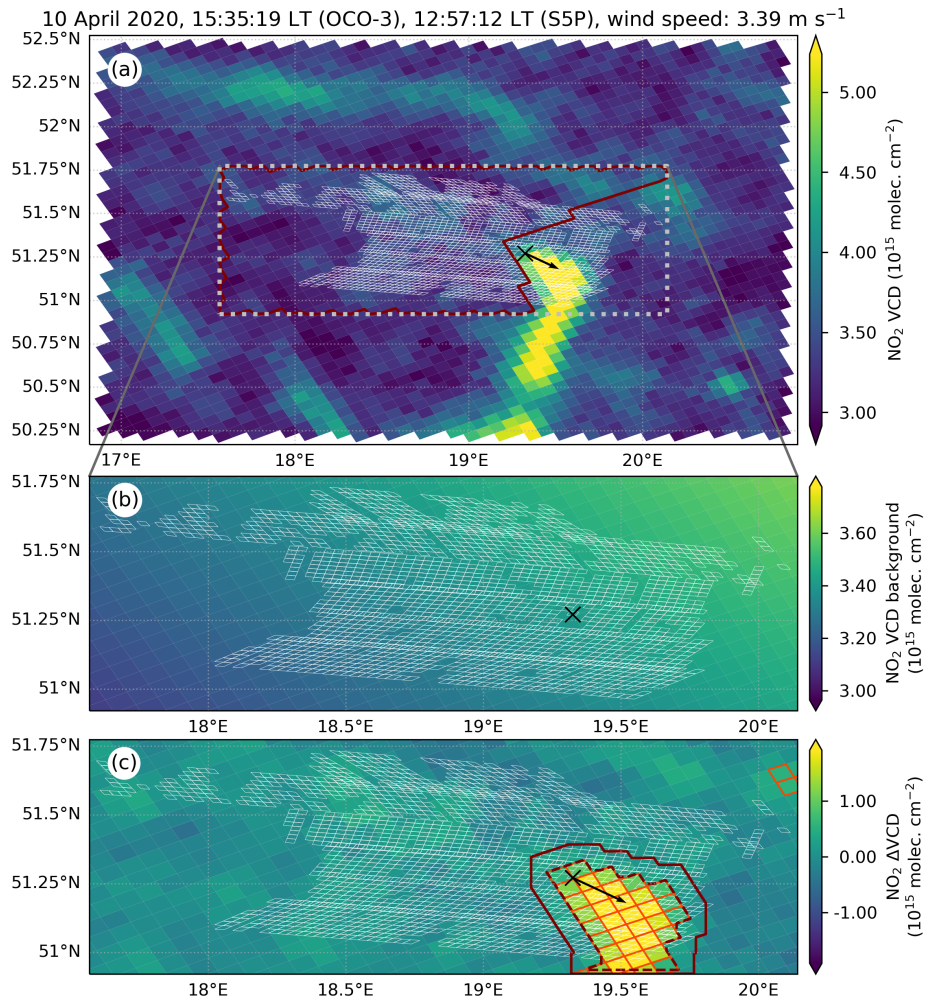 10 April 2020, 15:35:19 LT (OCO-3), 12:57:12 LT (S5P), wind speed: 3.39 m s⁻¹
(a)
52.5°N
52.25°N
52°N
51.75°N
51.5°N
51.25°N
51°N
50.75°N
50.5°N
50.25°N
17°E 18°E 19°E 20°E
5.00
4.50
4.00
3.50
3.00
NO₂ VCD (10¹⁵ molec. cm⁻²)
(b)
51.75°N
51.5°N
51.25°N
51°N
18°E 18.5°E 19°E 19.5°E 20°E
3.60
3.40
3.20
3.00
NO₂ VCD background
(10¹⁵ molec. cm⁻²)
(c)
51.75°N
51.5°N
51.25°N
51°N
18°E 18.5°E 19°E 19.5°E 20°E
1.00
0.00
-1.00
NO₂ ΔVCD
(10¹⁵ molec. cm⁻²)